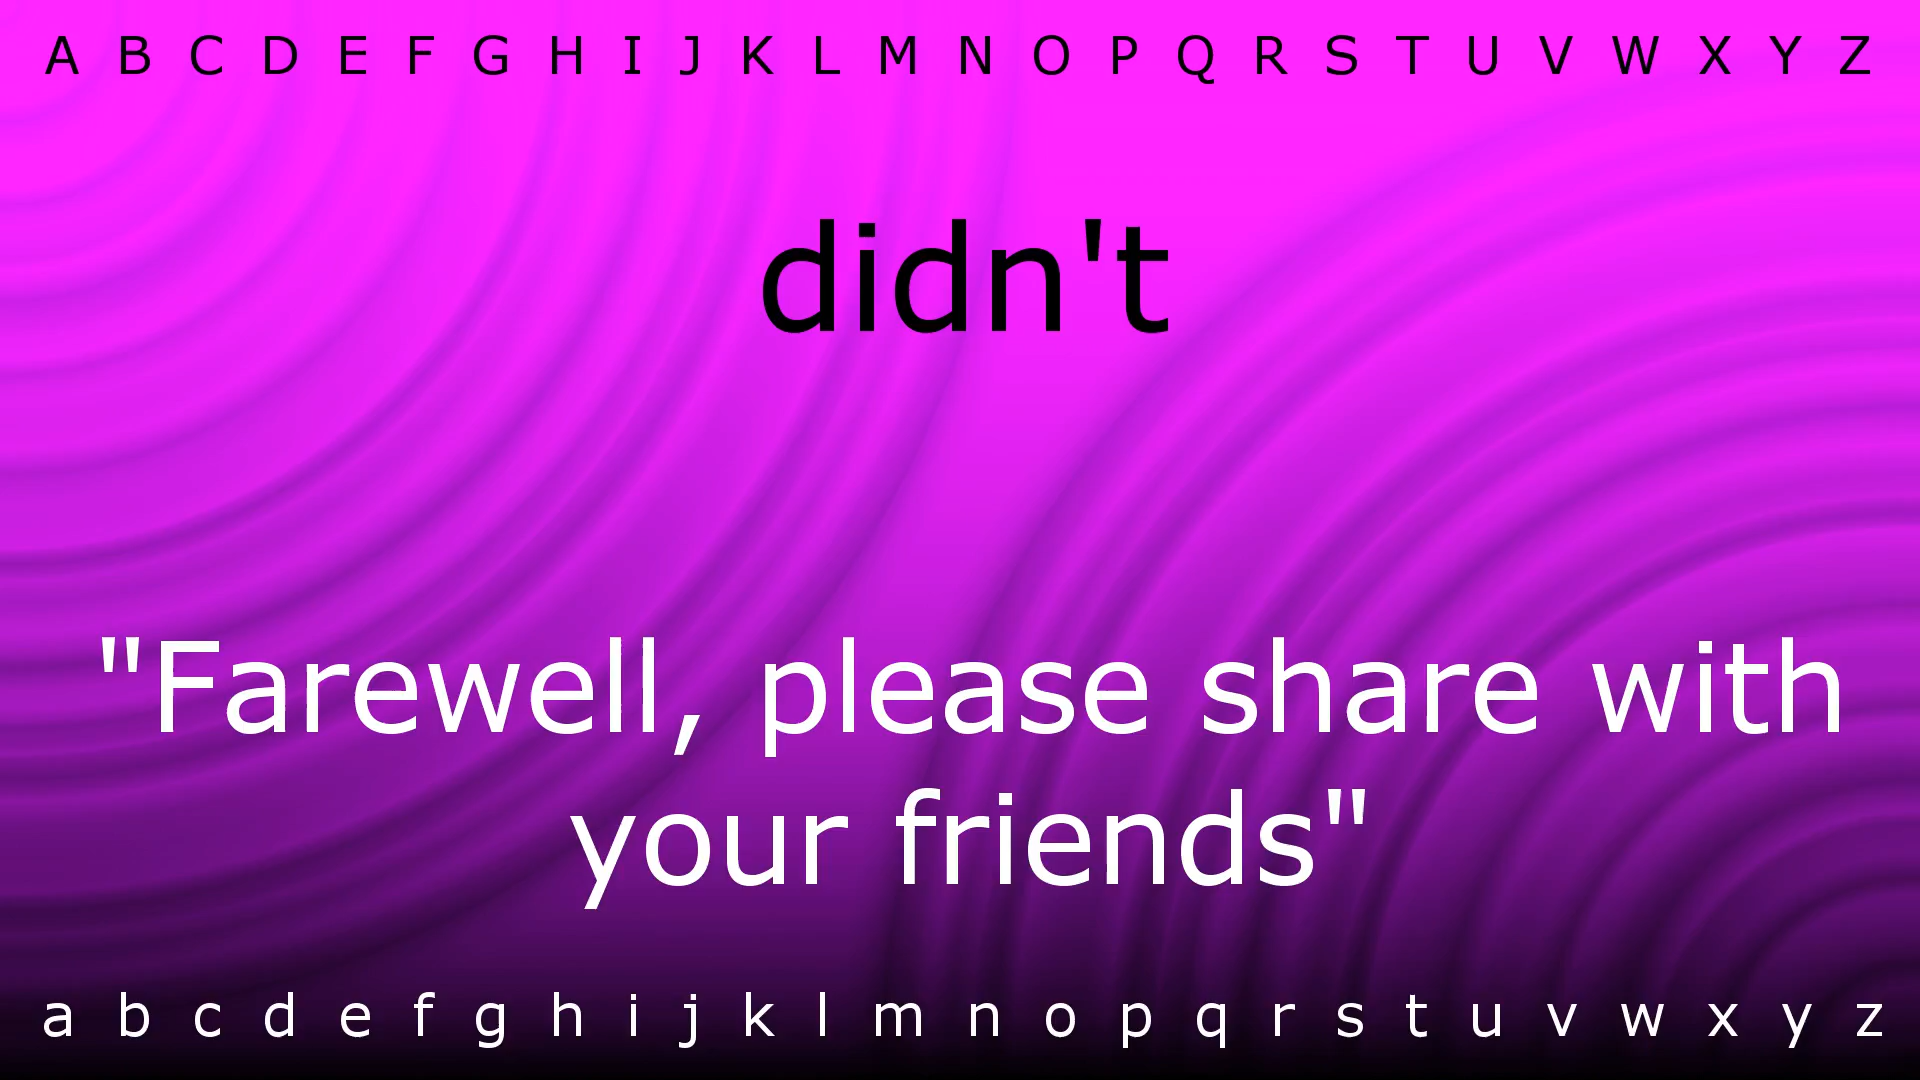 A B C D E F G H I J K L M N O P Q R S T U V W X Y Z
didn't
"Farewell, please share with
your friends"
a b c d e f g h i j k l m n o p q r s t u v w x y z